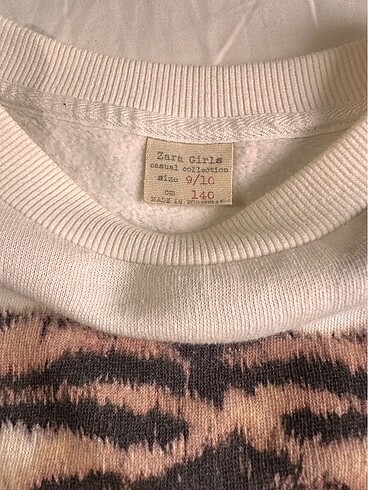 Zara Girls
casual collection
size 9/10
cm 140
MADE IN